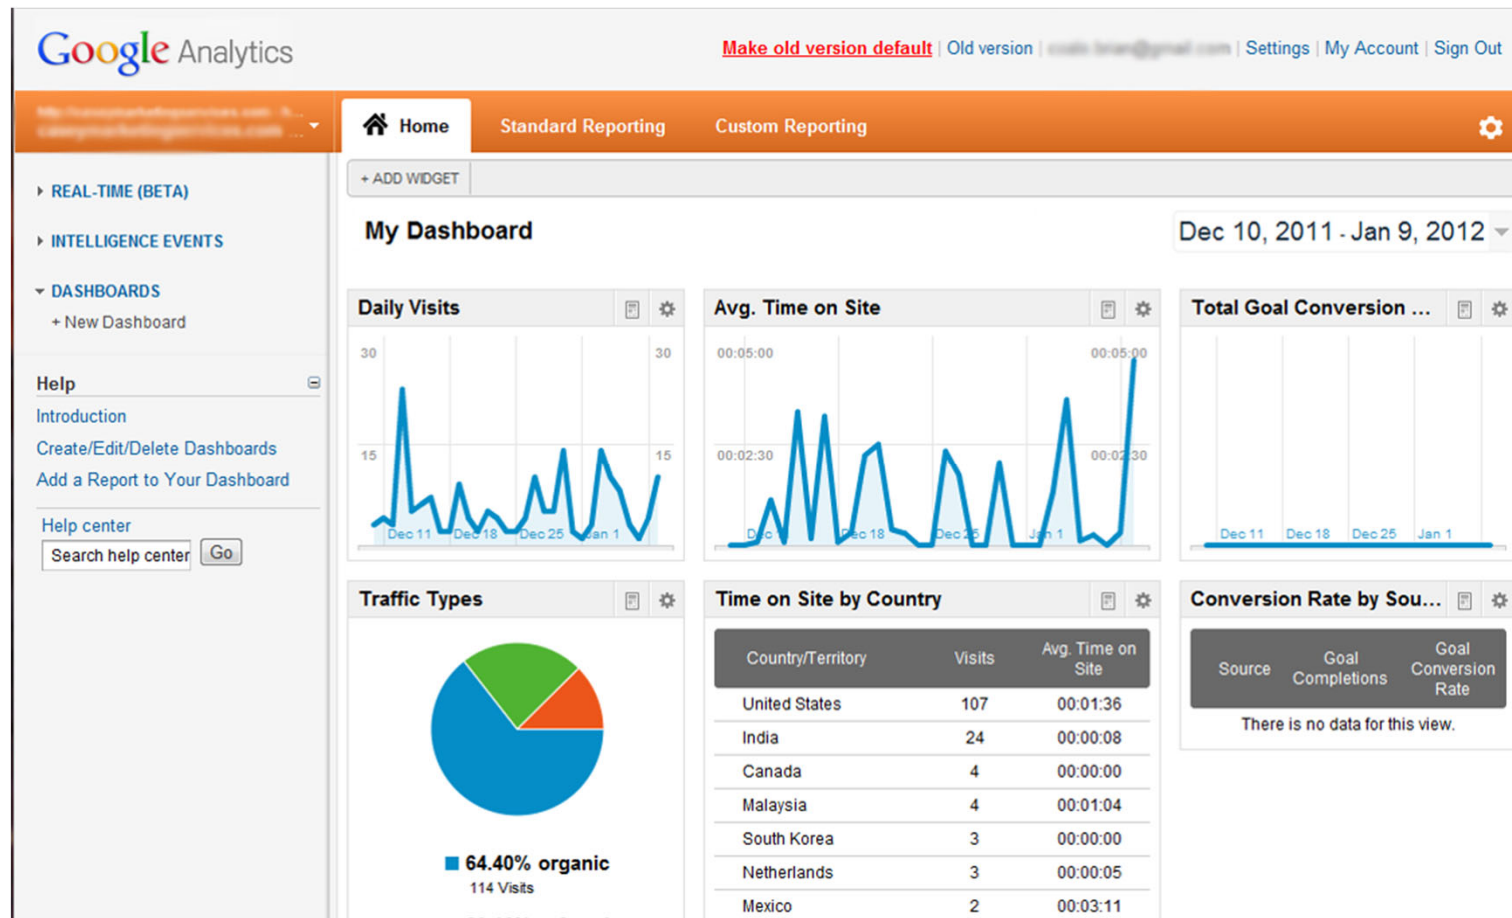 Google Analytics
Make old version default | Old version | | Settings | My Account | Sign Out
Home
Standard Reporting
Custom Reporting
+ ADD WIDGET
REAL-TIME (BETA)
INTELLIGENCE EVENTS
DASHBOARDS
+ New Dashboard
Help
Introduction
Create/Edit/Delete Dashboards
Add a Report to Your Dashboard
Help center
Search help center Go
My Dashboard
Dec 10, 2011 - Jan 9, 2012
Daily Visits
30 30
15 15
Dec 11 Dec 18 Dec 25 Jan 1
Avg. Time on Site
00:05:00 00:05:00
00:02:30 00:02:30
Dec 18 Dec 25 Jan 1
Total Goal Conversion ...
Dec 11 Dec 18 Dec 25 Jan 1
Traffic Types
64.40% organic
114 Visits
Time on Site by Country
Country/Territory Visits Avg. Time on
Site
United States 107 00:01:36
India 24 00:00:08
Canada 4 00:00:00
Malaysia 4 00:01:04
South Korea 3 00:00:00
Netherlands 3 00:00:05
Mexico 2 00:03:11
Conversion Rate by Sou...
Source Goal
Completions Goal
Conversion
Rate
There is no data for this view.